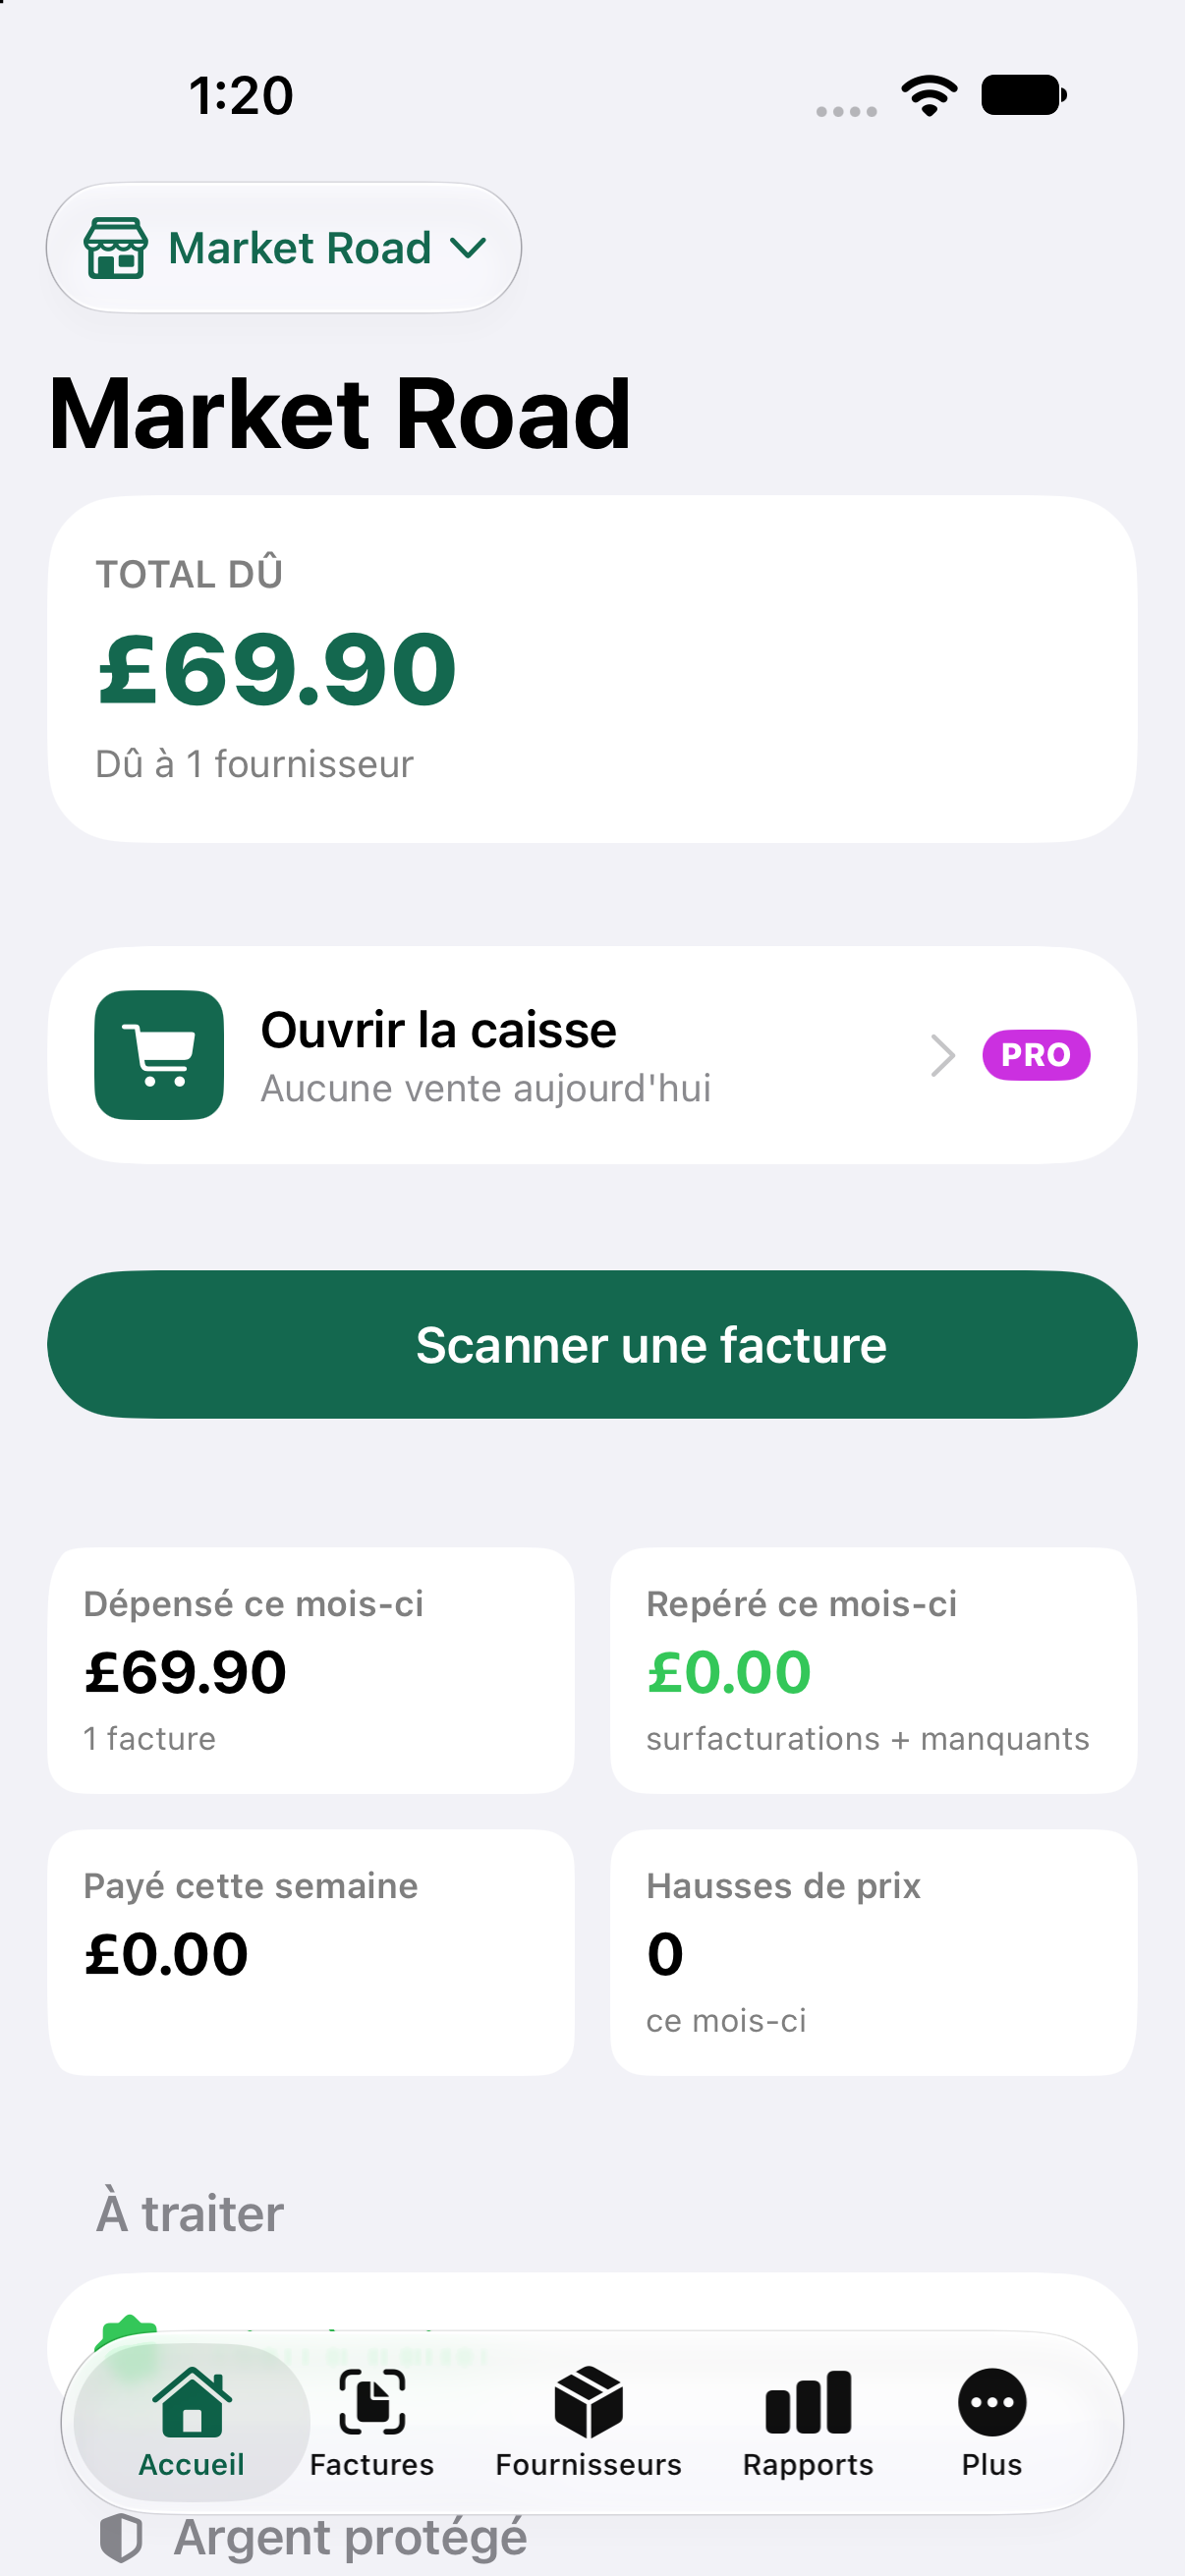 1:20
Market Road
Market Road
TOTAL DÛ
£69.90
Dû à 1 fournisseur
Ouvrir la caisse
Aucune vente aujourd'hui
PRO
Scanner une facture
Dépensé ce mois-ci
£69.90
1 facture
Repéré ce mois-ci
£0.00
surfacturations + manquants
Payé cette semaine
£0.00
Hausses de prix
0
ce mois-ci
À traiter
Accueil
Factures
Fournisseurs
Rapports
Plus
Argent protégé